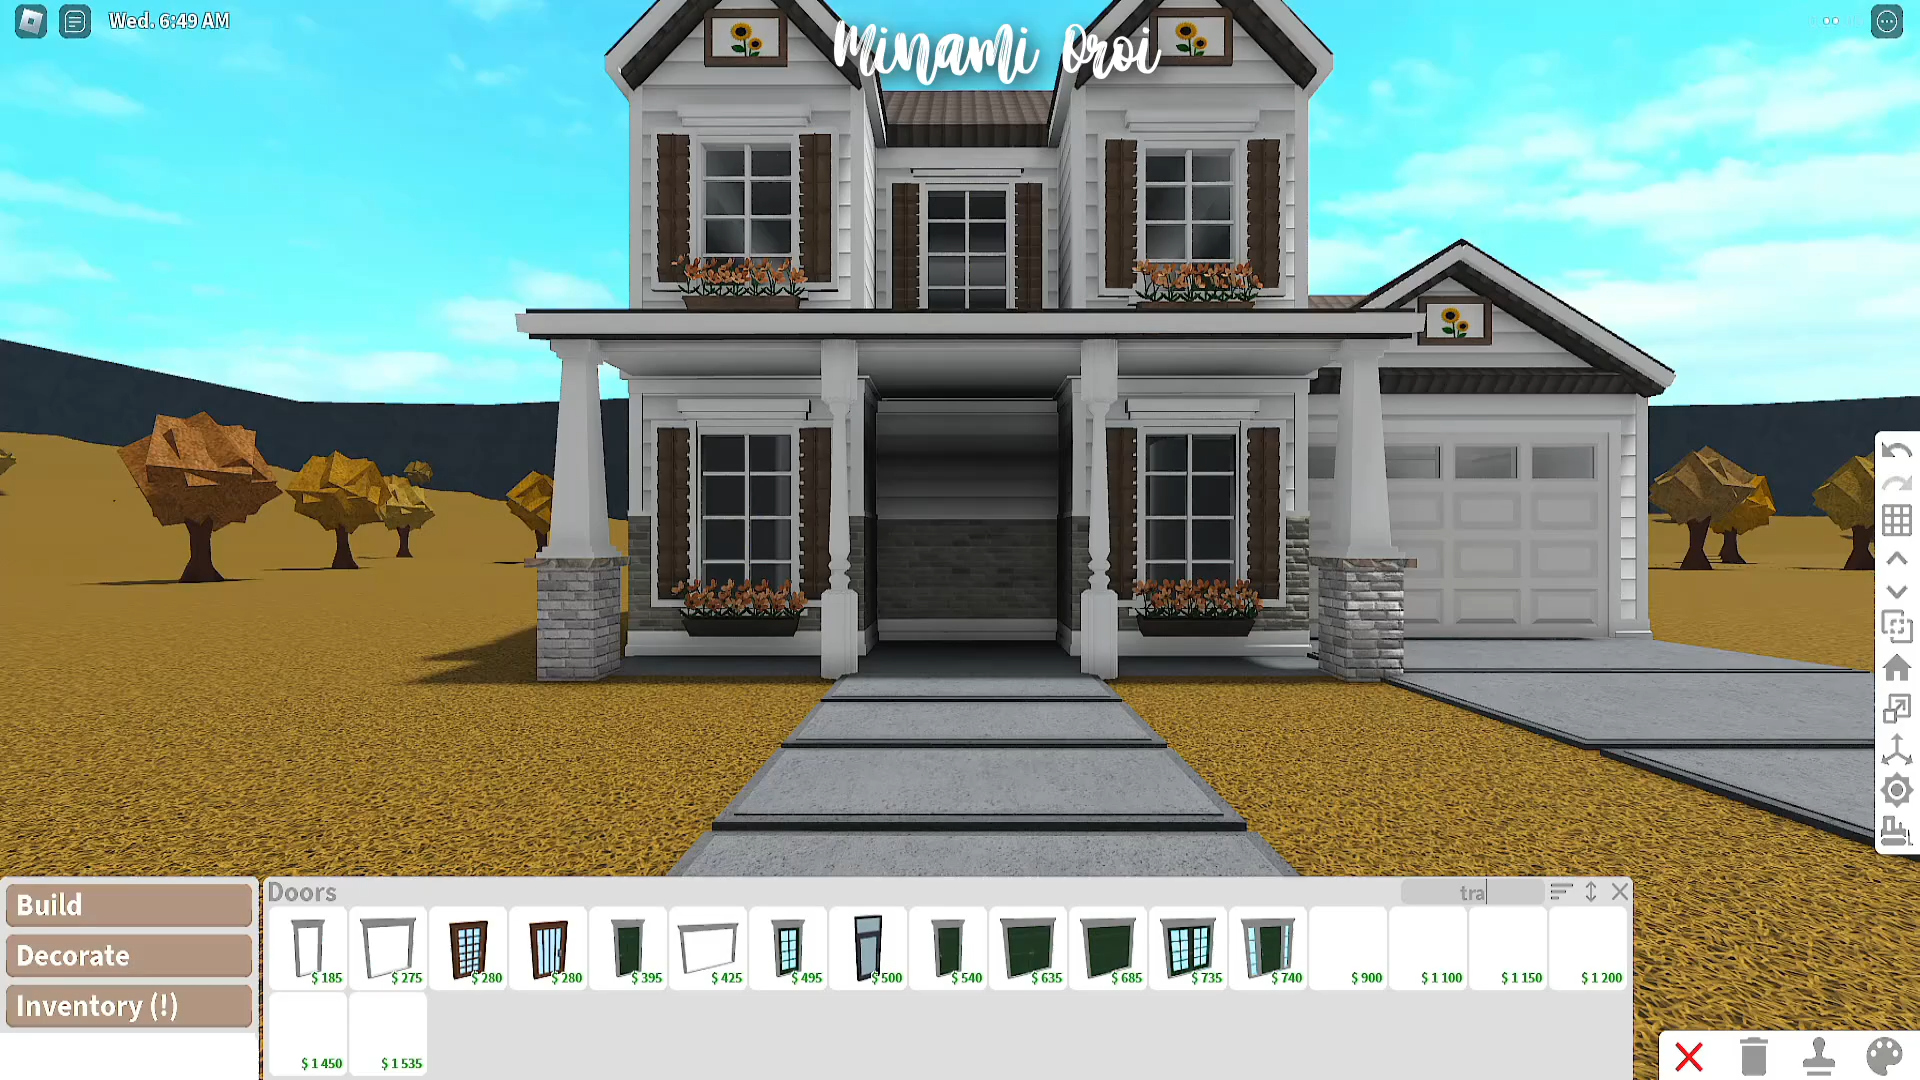 Wed. 6:49 AM
Minami Oroi
Build
Decorate
Inventory (!)
Doors
tra
$ 185
$ 275
$ 280
$ 280
$ 395
$ 425
$ 495
$ 500
$ 540
$ 635
$ 685
$ 735
$ 740
$ 900
$ 1 100
$ 1 150
$ 1 200
$ 1 450
$ 1 535